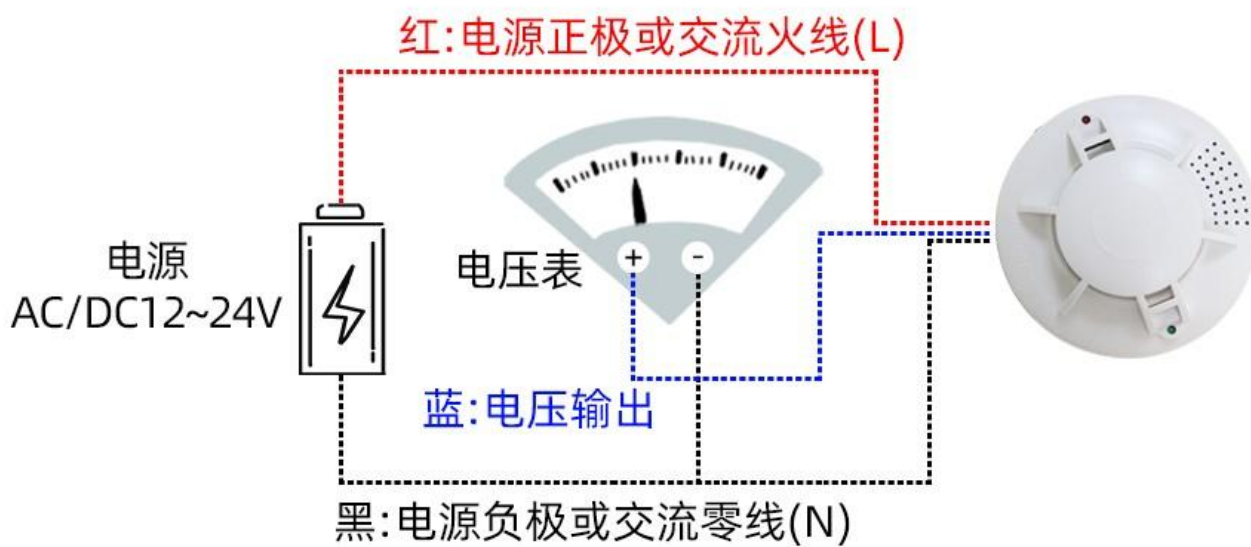 红:电源正极或交流火线(L)
电源
AC/DC12~24V
电压表
+ -
蓝:电压输出
黑:电源负极或交流零线(N)